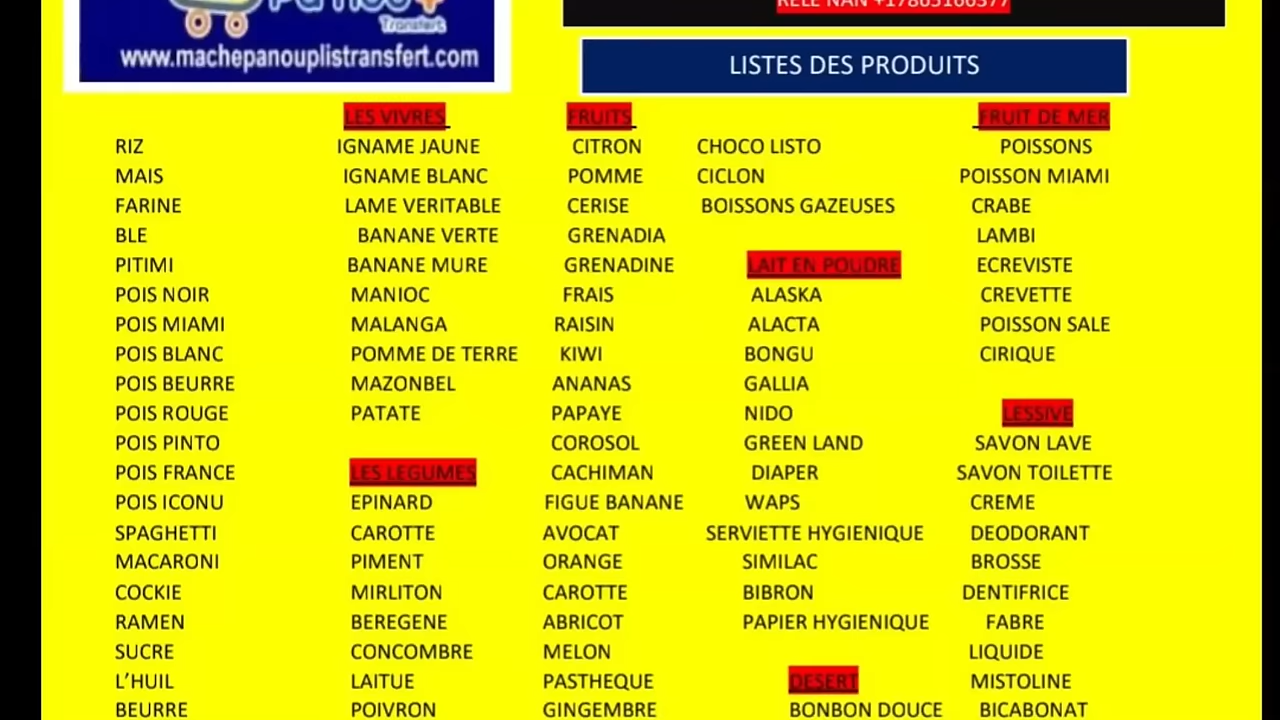 Transfert
www.machepanouplistransfert.com
LISTES DES PRODUITS
LES VIVRES FRUITS FRUIT DE MER
RIZ IGNAME JAUNE CITRON CHOCO LISTO POISSONS
MAIS IGNAME BLANC POMME CICLON POISSON MIAMI
FARINE LAME VERITABLE CERISE BOISSONS GAZEUSES CRABE
BLE BANANE VERTE GRENADIA LAMBI
PITIMI BANANE MURE GRENADINE LAIT EN POUDRE ECREVISTE
POIS NOIR MANIOC FRAIS ALASKA CREVETTE
POIS MIAMI MALANGA RAISIN ALACTA POISSON SALE
POIS BLANC POMME DE TERRE KIWI BONGU CIRIQUE
POIS BEURRE MAZONBEL ANANAS GALLIA
POIS ROUGE PATATE PAPAYE NIDO LESSIVE
POIS PINTO COROSOL GREEN LAND SAVON LAVE
POIS FRANCE LES LEGUMES CACHIMAN DIAPER SAVON TOILETTE
POIS ICONU EPINARD FIGUE BANANE WAPS CREME
SPAGHETTI CAROTTE AVOCAT SERVIETTE HYGIENIQUE DEODORANT
MACARONI PIMENT ORANGE SIMILAC BROSSE
COCKIE MIRLITON CAROTTE BIBRON DENTIFRICE
RAMEN BEREGENE ABRICOT PAPIER HYGIENIQUE FABRE
SUCRE CONCOMBRE MELON LIQUIDE
L’HUIL LAITUE PASTHEQUE DESERT MISTOLINE
BEURRE POIVRON GINGEMBRE BONBON DOUCE BICABONAT